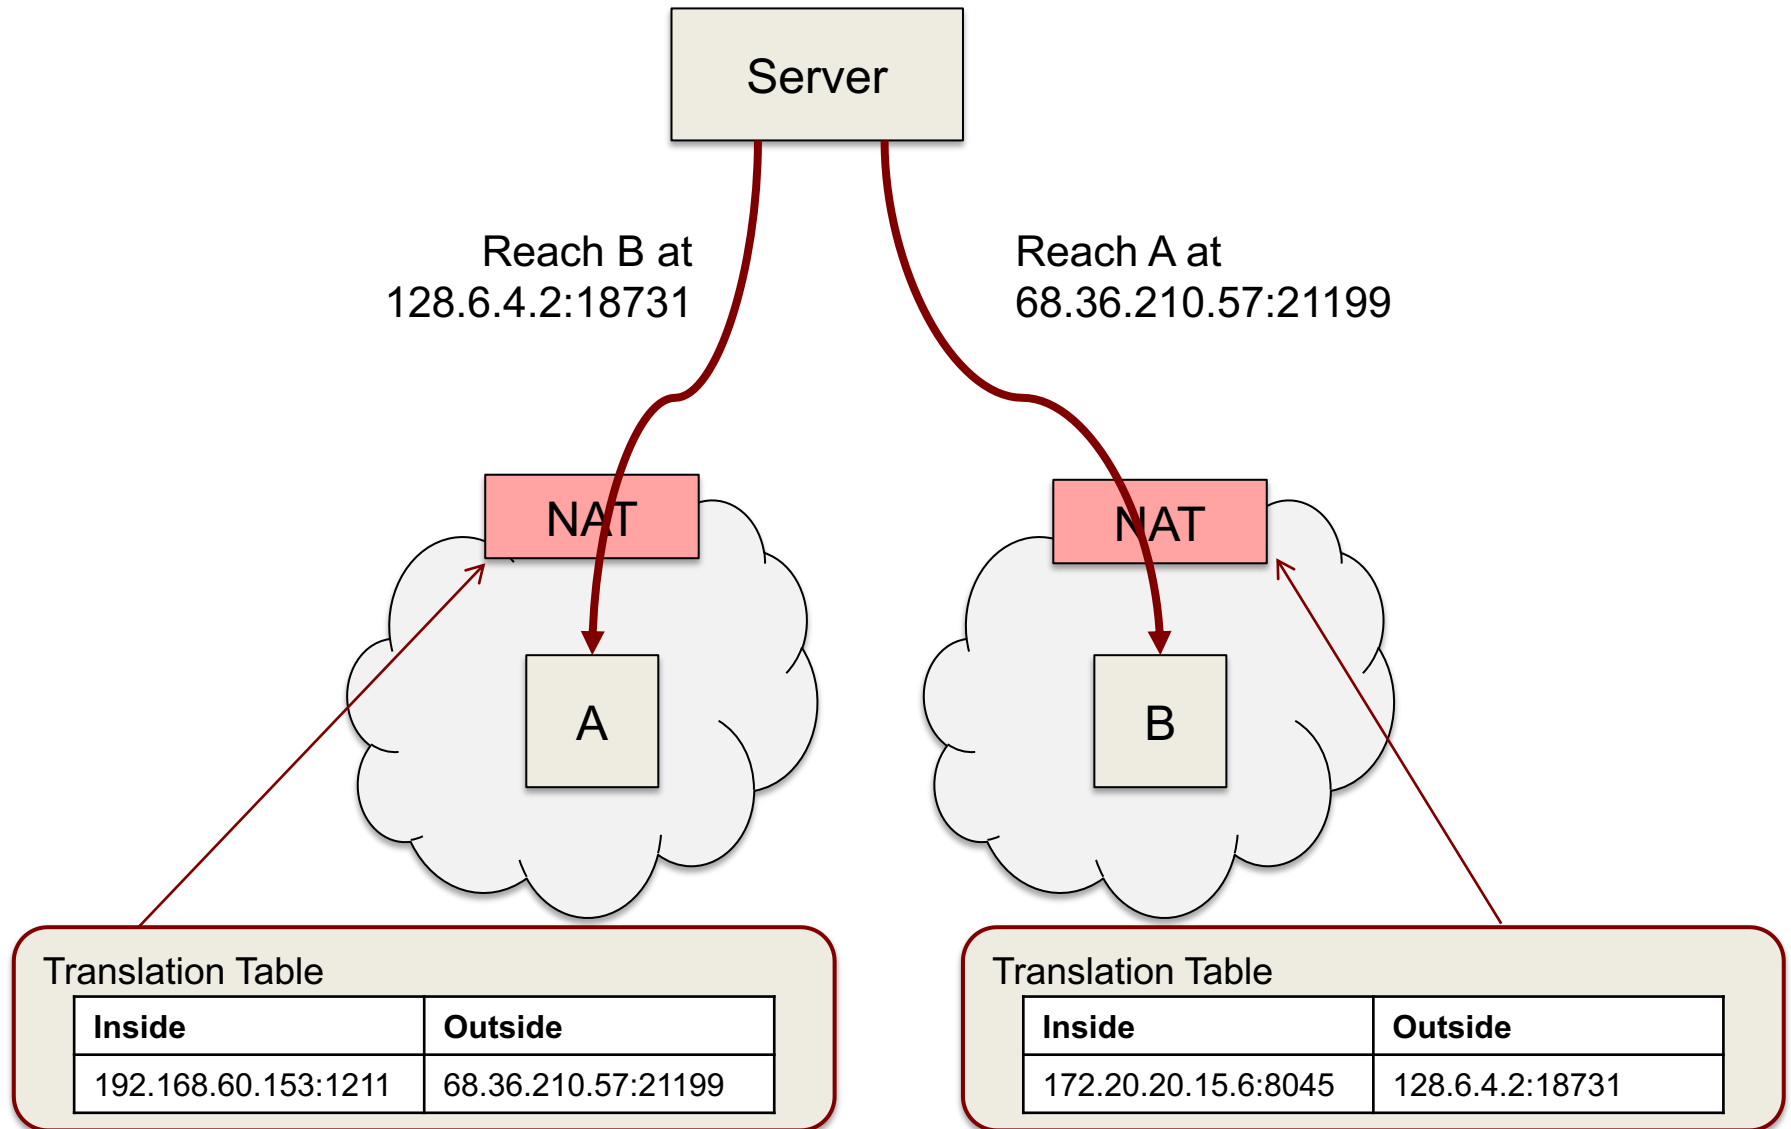 Server
Reach B at
128.6.4.2:18731
Reach A at
68.36.210.57:21199
NAT
NAT
A
B
Translation Table
Inside Outside
192.168.60.153:1211 68.36.210.57:21199
Translation Table
Inside Outside
172.20.20.15.6:8045 128.6.4.2:18731